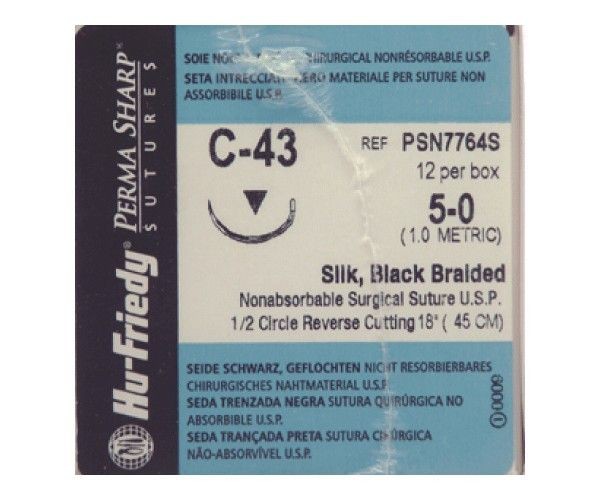 Hu-Friedy® PERMA SHARP®
SUTURES
SOIE CHIRURGICAL NONRÉSORBABLE U.S.P.
SETA INTRECCIAT MATERIALE PER SUTURE NON
ASSORBIBILE U.S.P.
C-43
REF PSN7764S
12 per box
5-0
(1.0 METRIC)
Silk, Black Braided
Nonabsorbable Surgical Suture U.S.P.
1/2 Circle Reverse Cutting 18" ( 45 CM)
SEIDE SCHWARZ, GEFLOCHTEN NICHT RESORBIERBARES
CHIRURGISCHES NAHTMATERIAL U.S.P.
SEDA TRENZADA NEGRA SUTURA QUIRÚRGICA NO
ABSORBIBLE U.S.P.
SEDA TRANÇADA PRETA SUTURA CIRÚRGICA
NÃO-ABSORVÍVEL U.S.P.